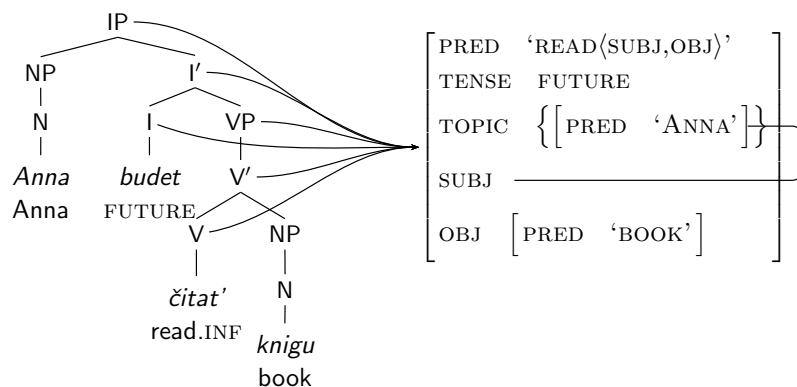 IP
NP I′
N I VP
Anna budet V′
Anna FUTURE
V NP
čitat' N
read.INF
knigu
book
PRED ‘READ⟨SUBJ,OBJ⟩’
TENSE FUTURE
TOPIC {[PRED ‘ANNA’]}
SUBJ
OBJ [PRED ‘BOOK’]